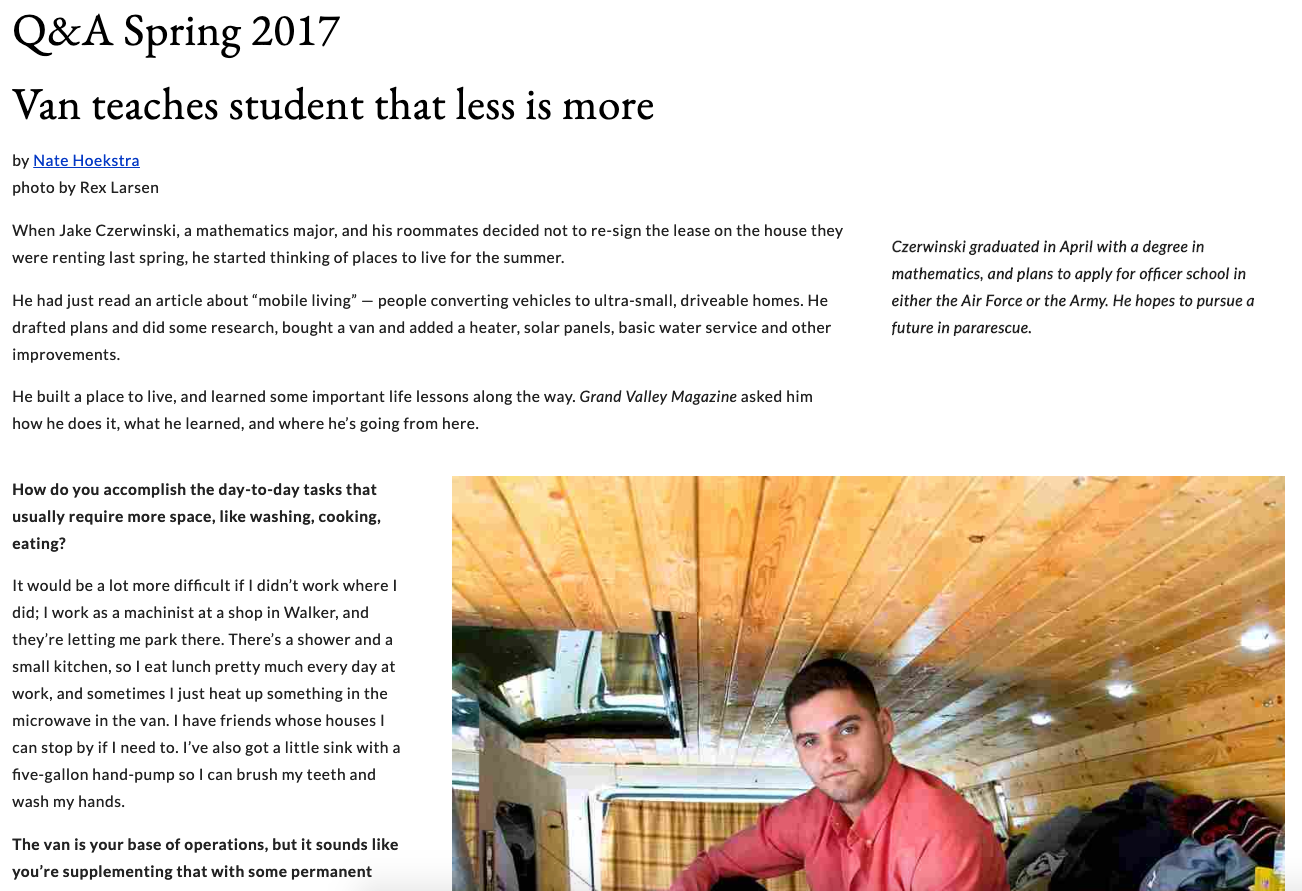 Q&A Spring 2017
Van teaches student that less is more
by Nate Hoekstra
photo by Rex Larsen
When Jake Czerwinski, a mathematics major, and his roommates decided not to re-sign the lease on the house they
were renting last spring, he started thinking of places to live for the summer.
He had just read an article about “mobile living” — people converting vehicles to ultra-small, driveable homes. He
drafted plans and did some research, bought a van and added a heater, solar panels, basic water service and other
improvements.
He built a place to live, and learned some important life lessons along the way. Grand Valley Magazine asked him
how he does it, what he learned, and where he’s going from here.
Czerwinski graduated in April with a degree in
mathematics, and plans to apply for officer school in
either the Air Force or the Army. He hopes to pursue a
future in pararescue.
How do you accomplish the day-to-day tasks that
usually require more space, like washing, cooking,
eating?
It would be a lot more difficult if I didn’t work where I
did; I work as a machinist at a shop in Walker, and
they’re letting me park there. There’s a shower and a
small kitchen, so I eat lunch pretty much every day at
work, and sometimes I just heat up something in the
microwave in the van. I have friends whose houses I
can stop by if I need to. I’ve also got a little sink with a
five-gallon hand-pump so I can brush my teeth and
wash my hands.
The van is your base of operations, but it sounds like
you’re supplementing that with some permanent